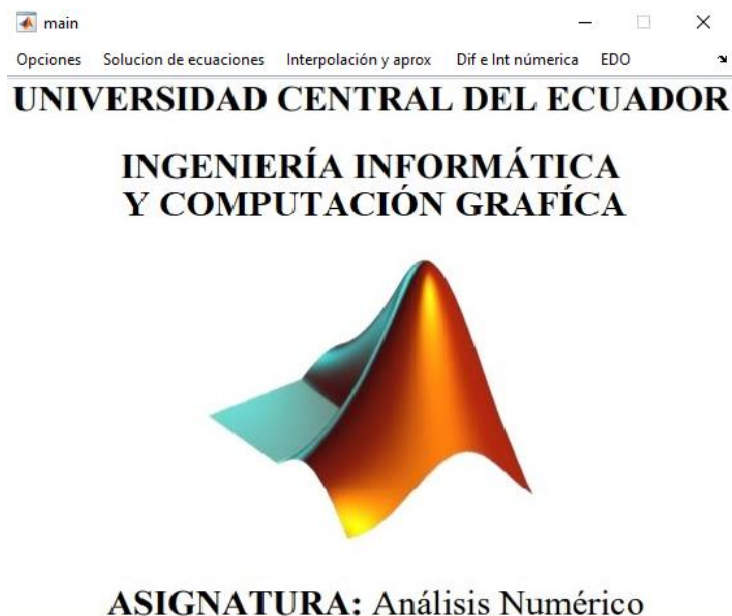 main
Opciones Solucion de ecuaciones Interpolación y aprox Dif e Int númerica EDO
UNIVERSIDAD CENTRAL DEL ECUADOR
INGENIERÍA INFORMÁTICA
Y COMPUTACIÓN GRAFÍCA
ASIGNATURA: Análisis Numérico